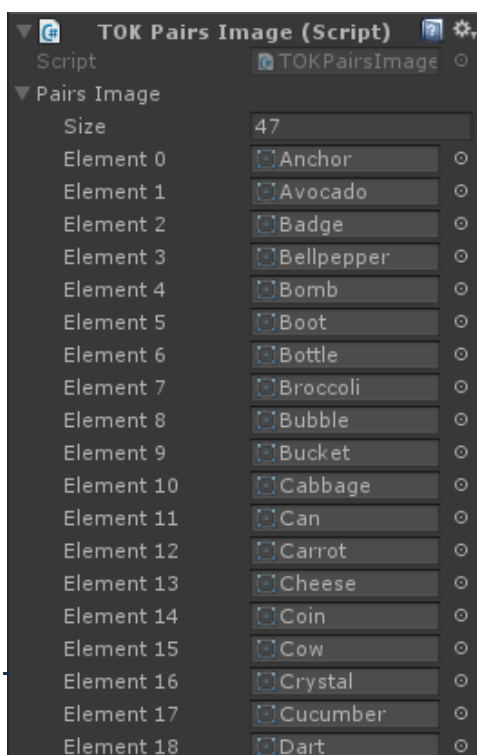 TOK Pairs Image (Script)
Script TOKPairsImage
Pairs Image
Size 47
Element 0 Anchor
Element 1 Avocado
Element 2 Badge
Element 3 Bellpepper
Element 4 Bomb
Element 5 Boot
Element 6 Bottle
Element 7 Broccoli
Element 8 Bubble
Element 9 Bucket
Element 10 Cabbage
Element 11 Can
Element 12 Carrot
Element 13 Cheese
Element 14 Coin
Element 15 Cow
Element 16 Crystal
Element 17 Cucumber
Element 18 Dart